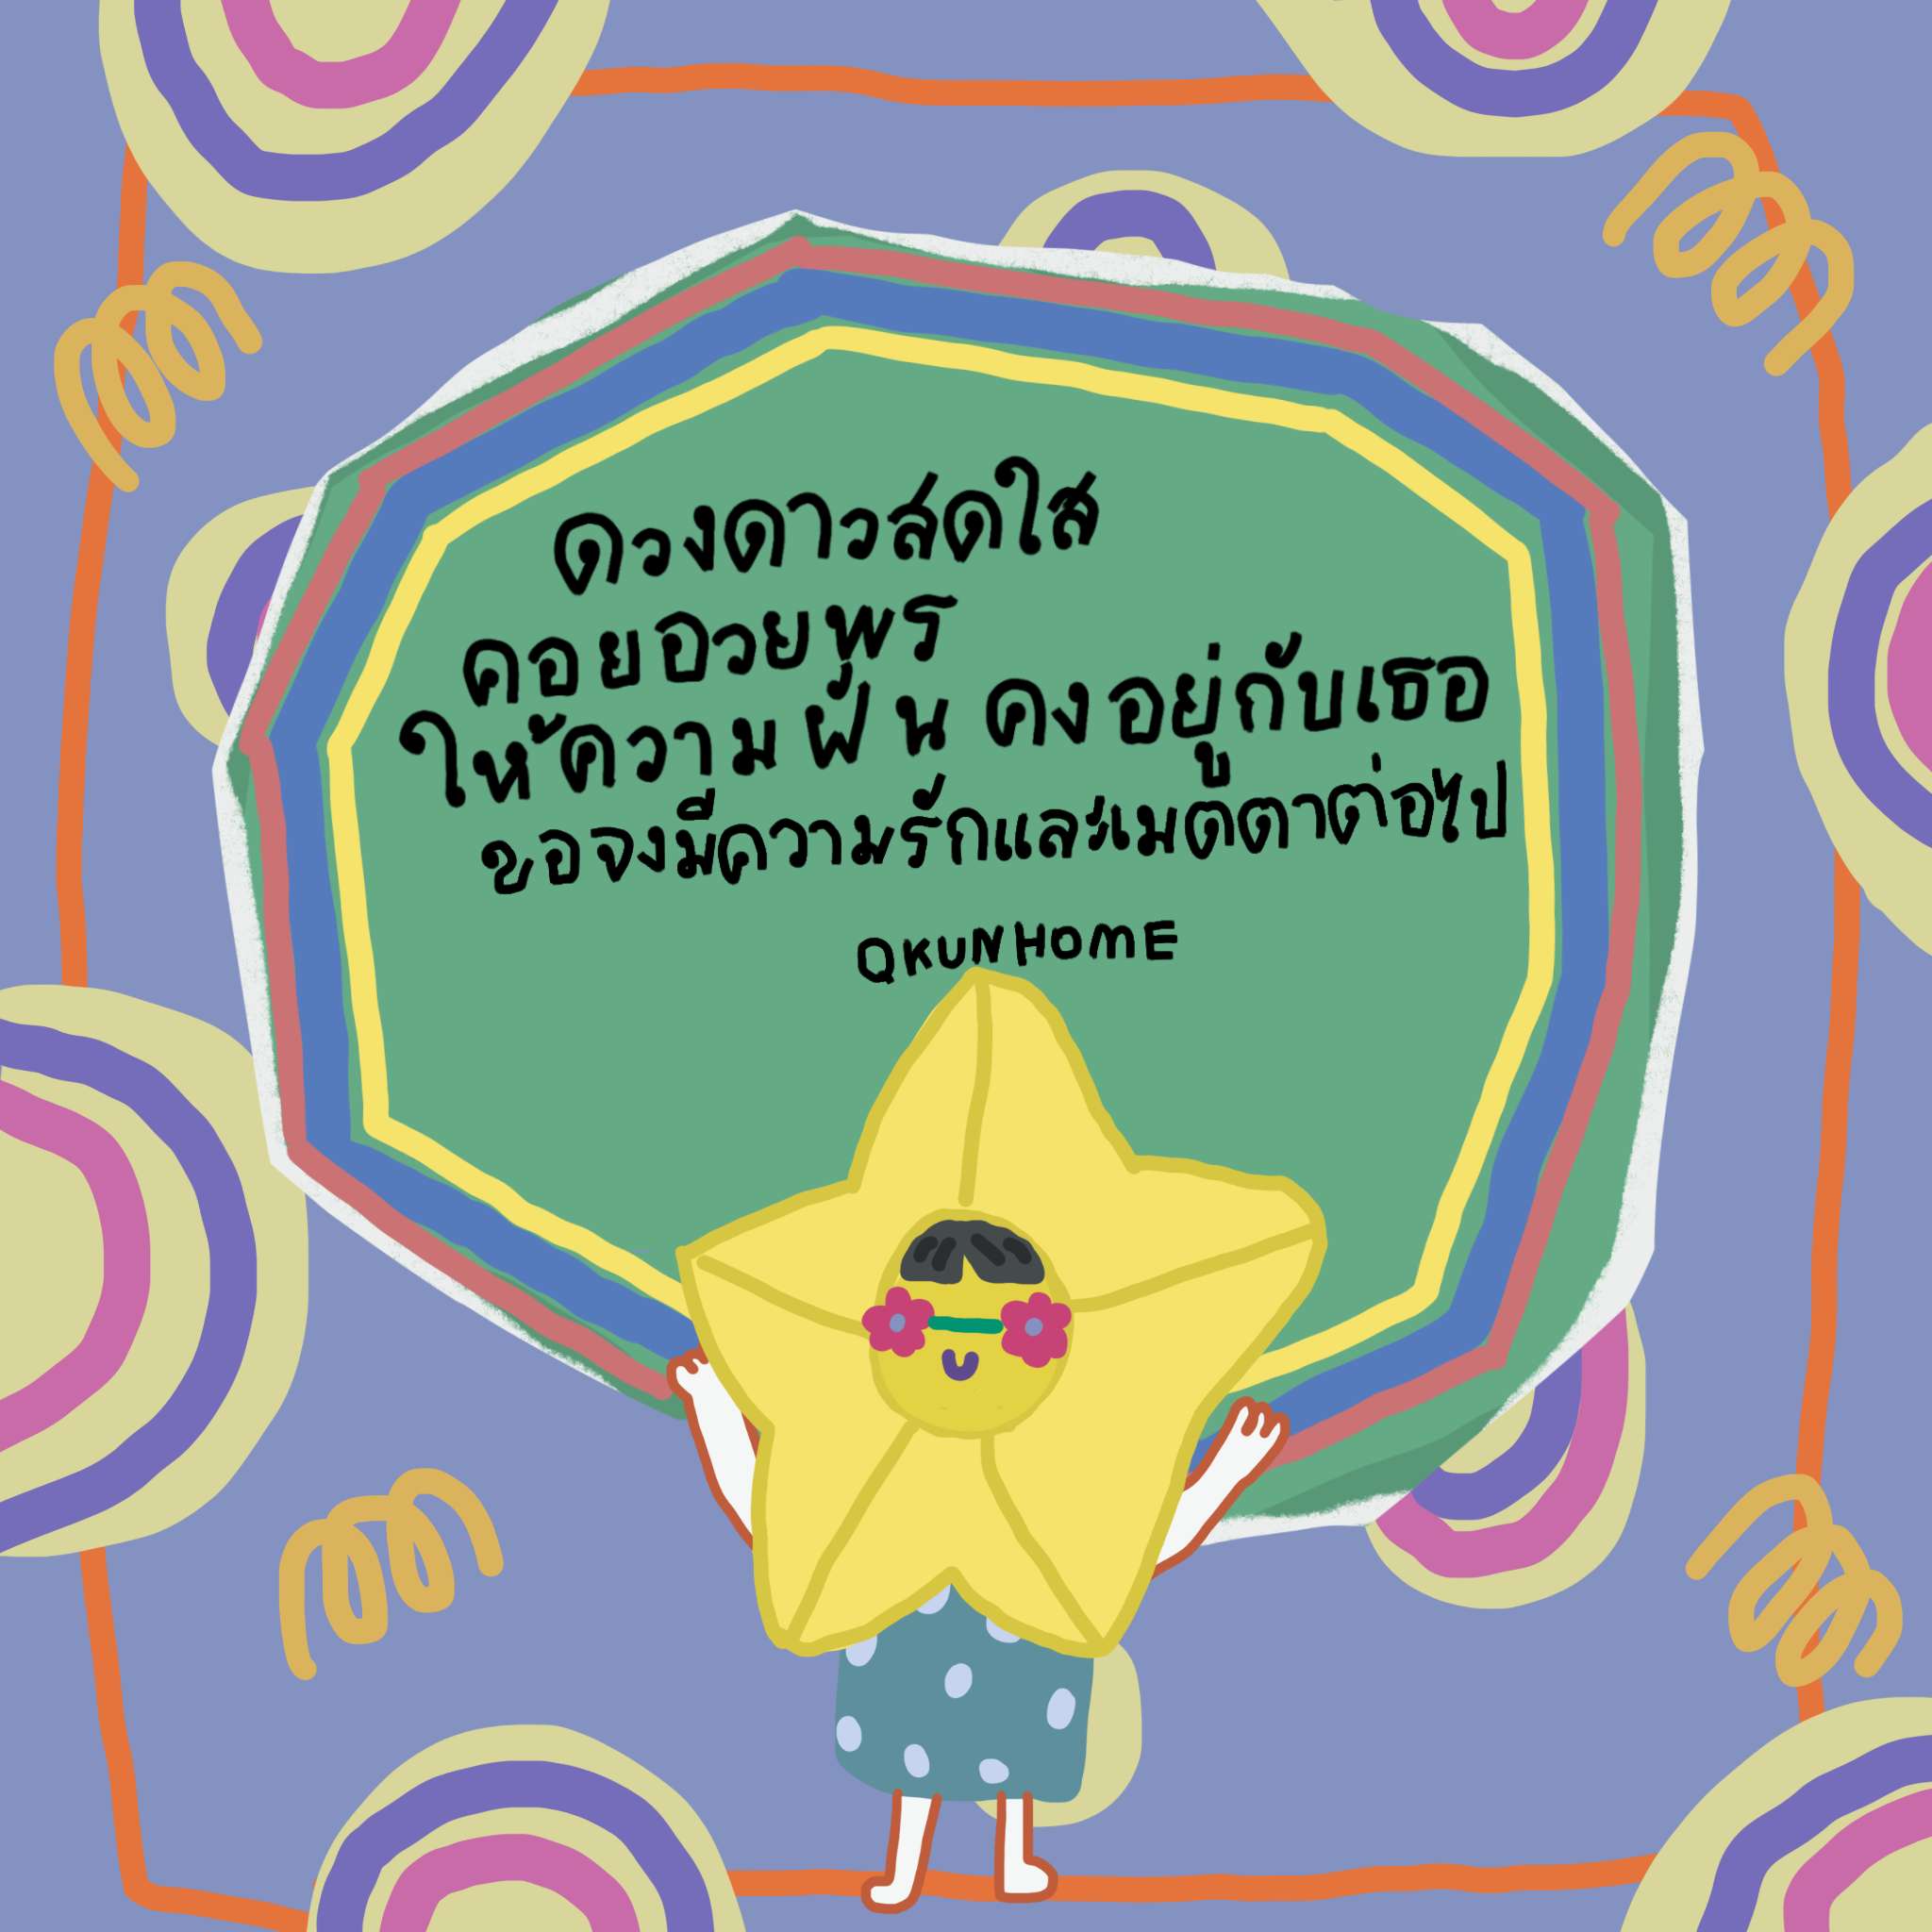 ดวงดาวสดใส
คอยอวยพร
ให้ความฝัน คงอยู่กับเธอ
ขอจงมีความรักและเมตตาต่อไป
QKUNHOME